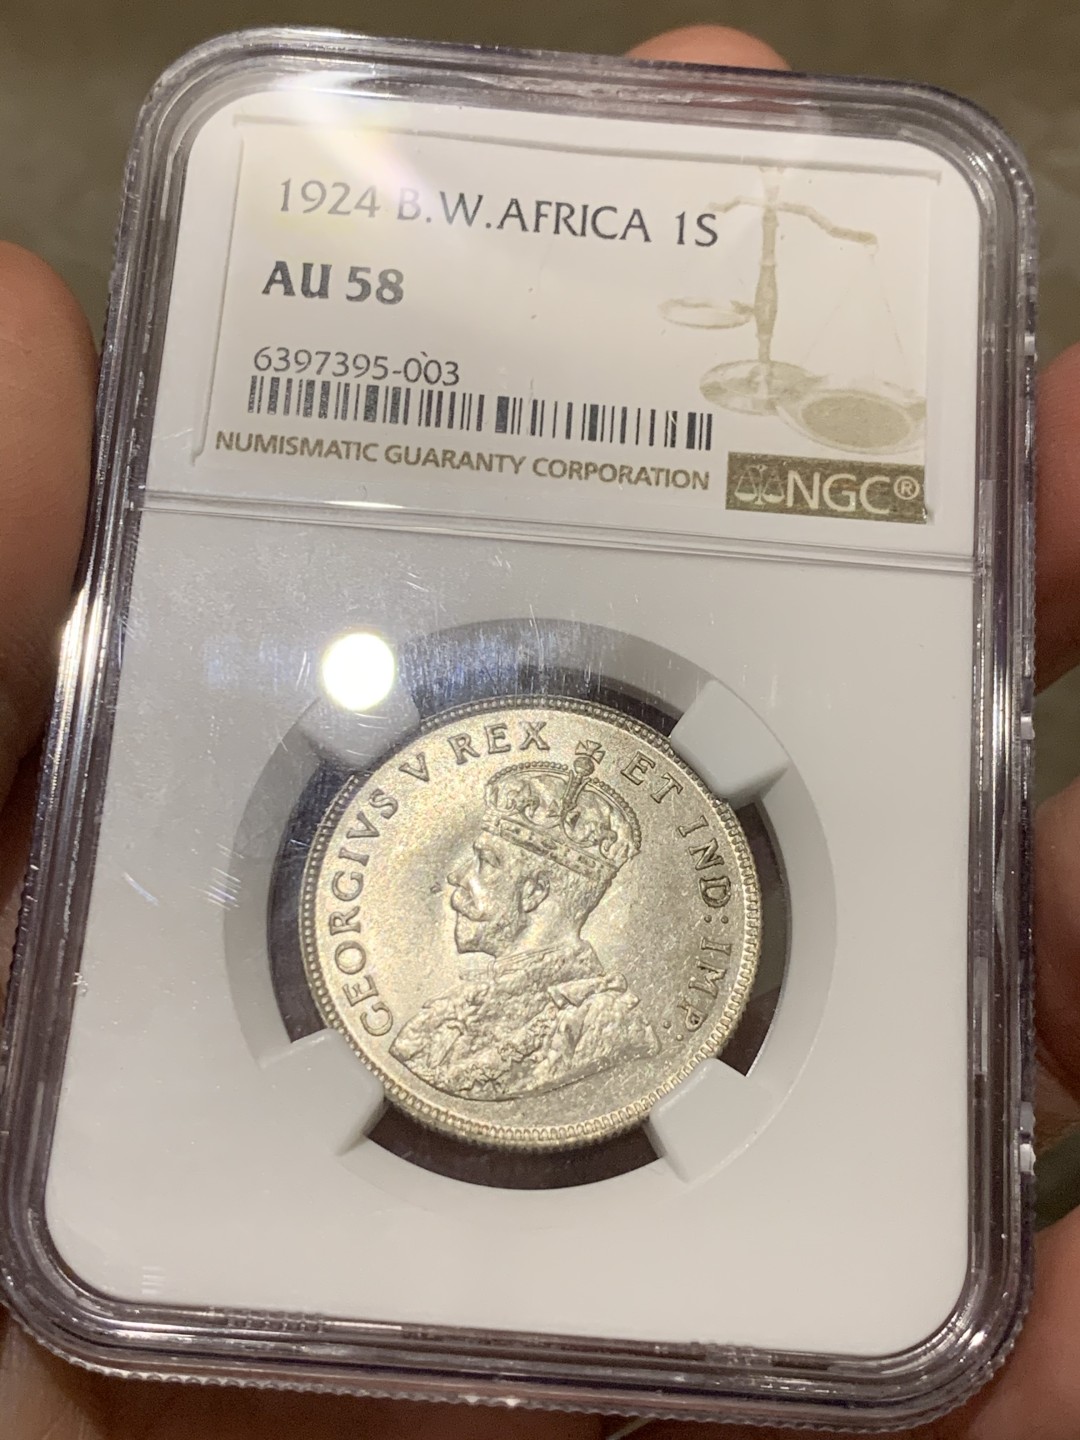 1924 B.W.AFRICA 1S
AU 58
6397395-003
NUMISMATIC GUARANTY CORPORATION
NGC®
GEORGIVS V REX ET IND: IMP: